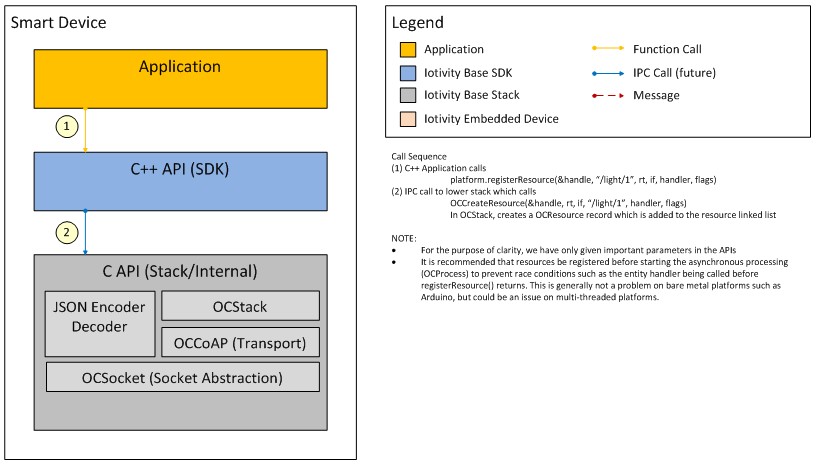 Smart Device
Application
1
C++ API (SDK)
2
C API (Stack/Internal)
JSON Encoder
Decoder
OCStack
OCCoAP (Transport)
OCSocket (Socket Abstraction)
Legend
Application
Function Call
Iotivity Base SDK
IPC Call (future)
Iotivity Base Stack
Message
Iotivity Embedded Device
Call Sequence
(1) C++ Application calls
platform.registerResource(&handle, “/light/1”, rt, if, handler, flags)
(2) IPC call to lower stack which calls
OCCreateResource(&handle, rt, if, “/light/1”, handler, flags)
In OCStack, creates a OCResource record which is added to the resource linked list
NOTE:
• For the purpose of clarity, we have only given important parameters in the APIs
• It is recommended that resources be registered before starting the asynchronous processing
(OCProcess) to prevent race conditions such as the entity handler being called before
registerResource() returns. This is generally not a problem on bare metal platforms such as
Arduino, but could be an issue on multi-threaded platforms.